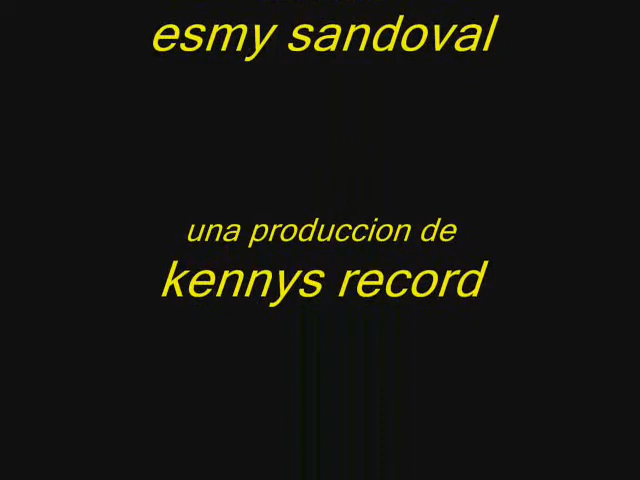 esmy sandoval
una produccion de
kennys record